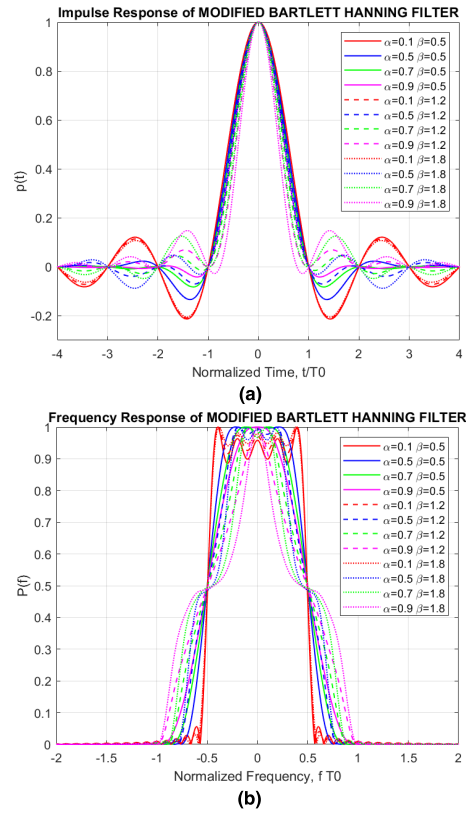 Impulse Response of MODIFIED BARTLETT HANNING FILTER
1
0.8
0.6
0.4
0.2
0
-0.2
p(t)
α=0.1 β=0.5
α=0.5 β=0.5
α=0.7 β=0.5
α=0.9 β=0.5
α=0.1 β=1.2
α=0.5 β=1.2
α=0.7 β=1.2
α=0.9 β=1.2
α=0.1 β=1.8
α=0.5 β=1.8
α=0.7 β=1.8
α=0.9 β=1.8
-4 -3 -2 -1 0 1 2 3 4
Normalized Time, t/T0
(a)
Frequency Response of MODIFIED BARTLETT HANNING FILTER
1
0.9
0.8
0.7
0.6
0.5
0.4
0.3
0.2
0.1
0
P(f)
α=0.1 β=0.5
α=0.5 β=0.5
α=0.7 β=0.5
α=0.9 β=0.5
α=0.1 β=1.2
α=0.5 β=1.2
α=0.7 β=1.2
α=0.9 β=1.2
α=0.1 β=1.8
α=0.5 β=1.8
α=0.7 β=1.8
α=0.9 β=1.8
-2 -1.5 -1 -0.5 0 0.5 1 1.5 2
Normalized Frequency, f T0
(b)